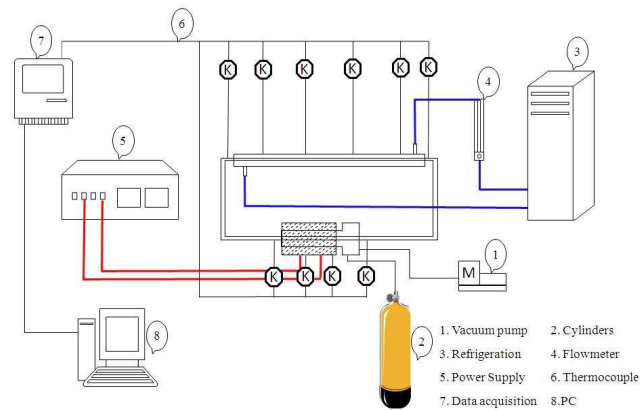 6
7
K K K K K K
3
4
5
K K K K
M
1
8
2
1. Vacuum pump 2. Cylinders
3. Refrigeration 4. Flowmeter
5. Power Supply 6. Thermocouple
7. Data acquisition 8.PC